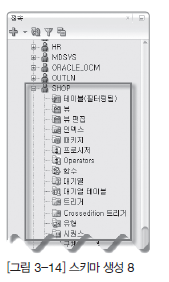 접속
HR
MDSYS
ORACLE_OCM
OUTLN
SHOP
테이블(필터링됨)
뷰
뷰 편집
인덱스
패키지
프로시저
Operators
함수
대기열
대기열 테이블
트리거
Crossedition 트리거
유형
시퀀스
[그림 3-14] 스키마 생성 8